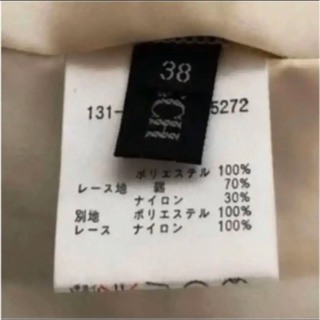 38
131- 5272
ポリエステル 100%
レース地 綿 70%
ナイロン 30%
別地 ポリエステル 100%
レース ナイロン 100%